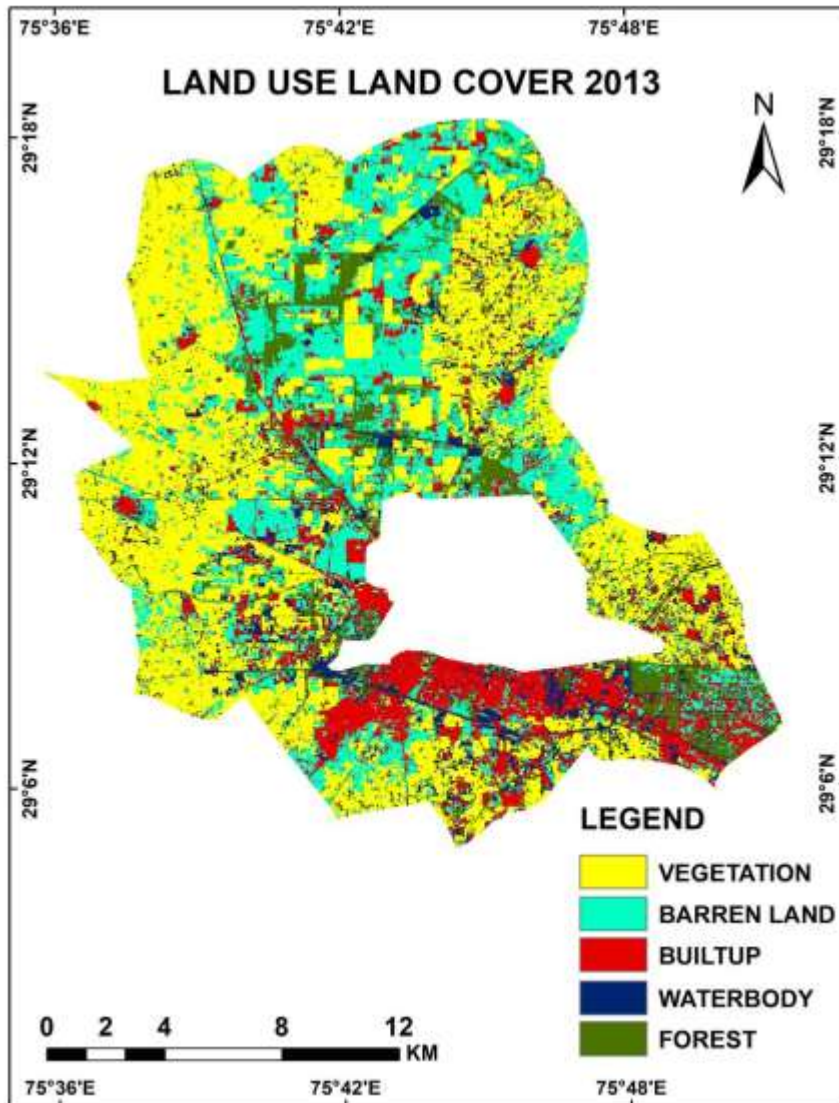 75°36'E 75°42'E 75°48'E
LAND USE LAND COVER 2013
N
29°18'N 29°18'N
29°12'N 29°12'N
29°6'N 29°6'N
LEGEND
VEGETATION
BARREN LAND
BUILTUP
WATERBODY
FOREST
0 2 4 8 12
KM
75°36'E 75°42'E 75°48'E